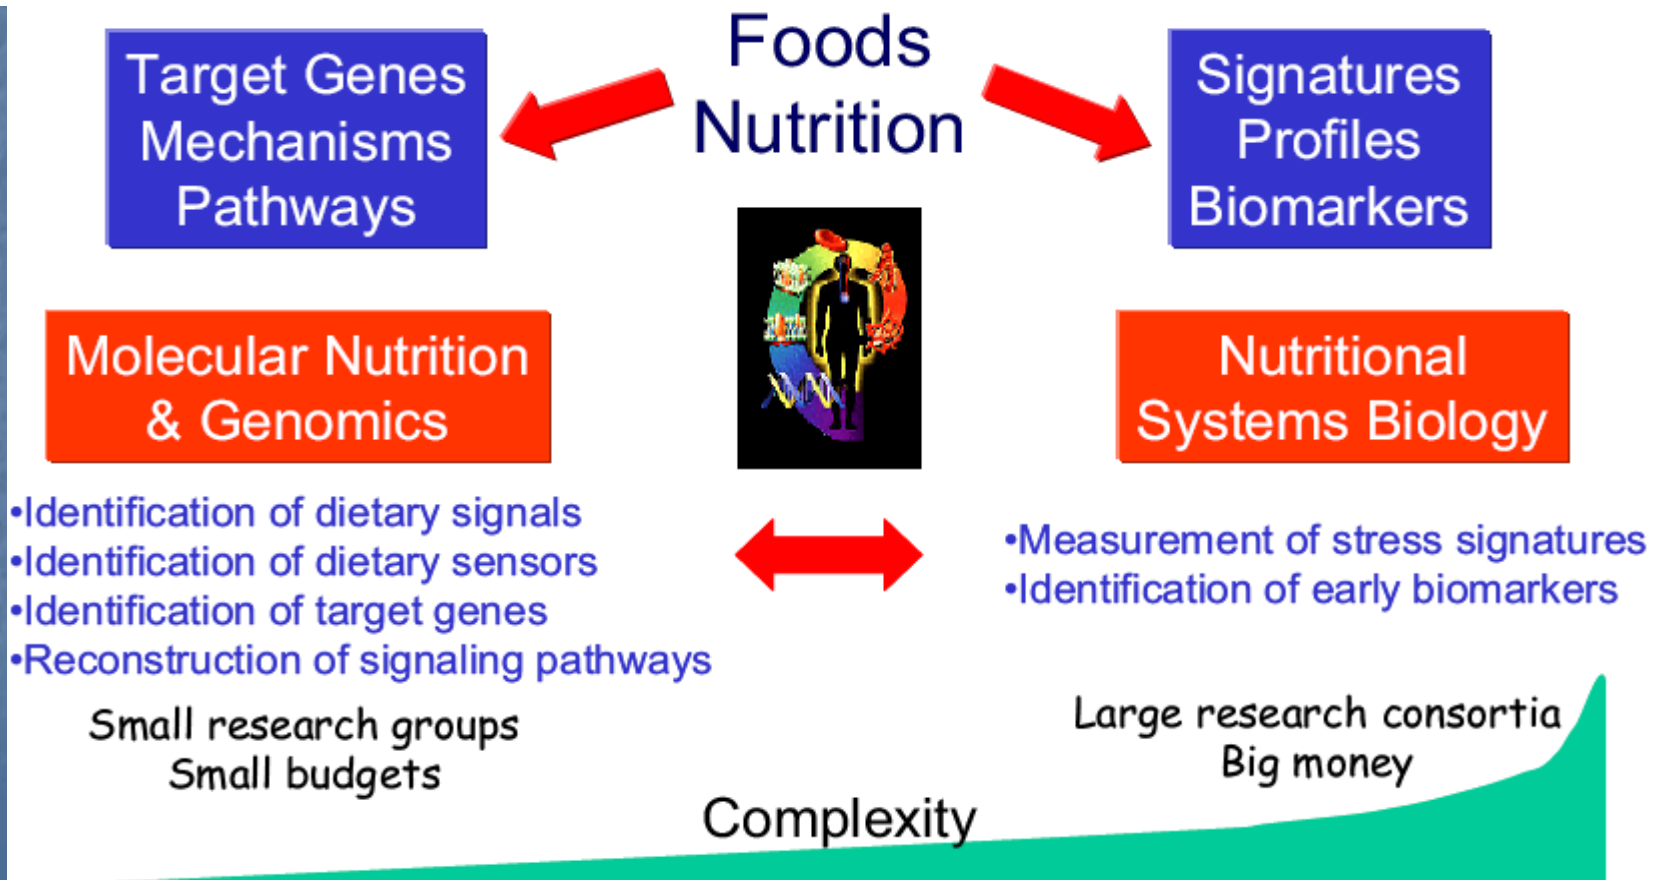 Foods
Nutrition
Target Genes
Mechanisms
Pathways
Signatures
Profiles
Biomarkers
Molecular Nutrition
& Genomics
Nutritional
Systems Biology
•Identification of dietary signals
•Identification of dietary sensors
•Identification of target genes
•Reconstruction of signaling pathways
•Measurement of stress signatures
•Identification of early biomarkers
Small research groups
Small budgets
Large research consortia
Big money
Complexity